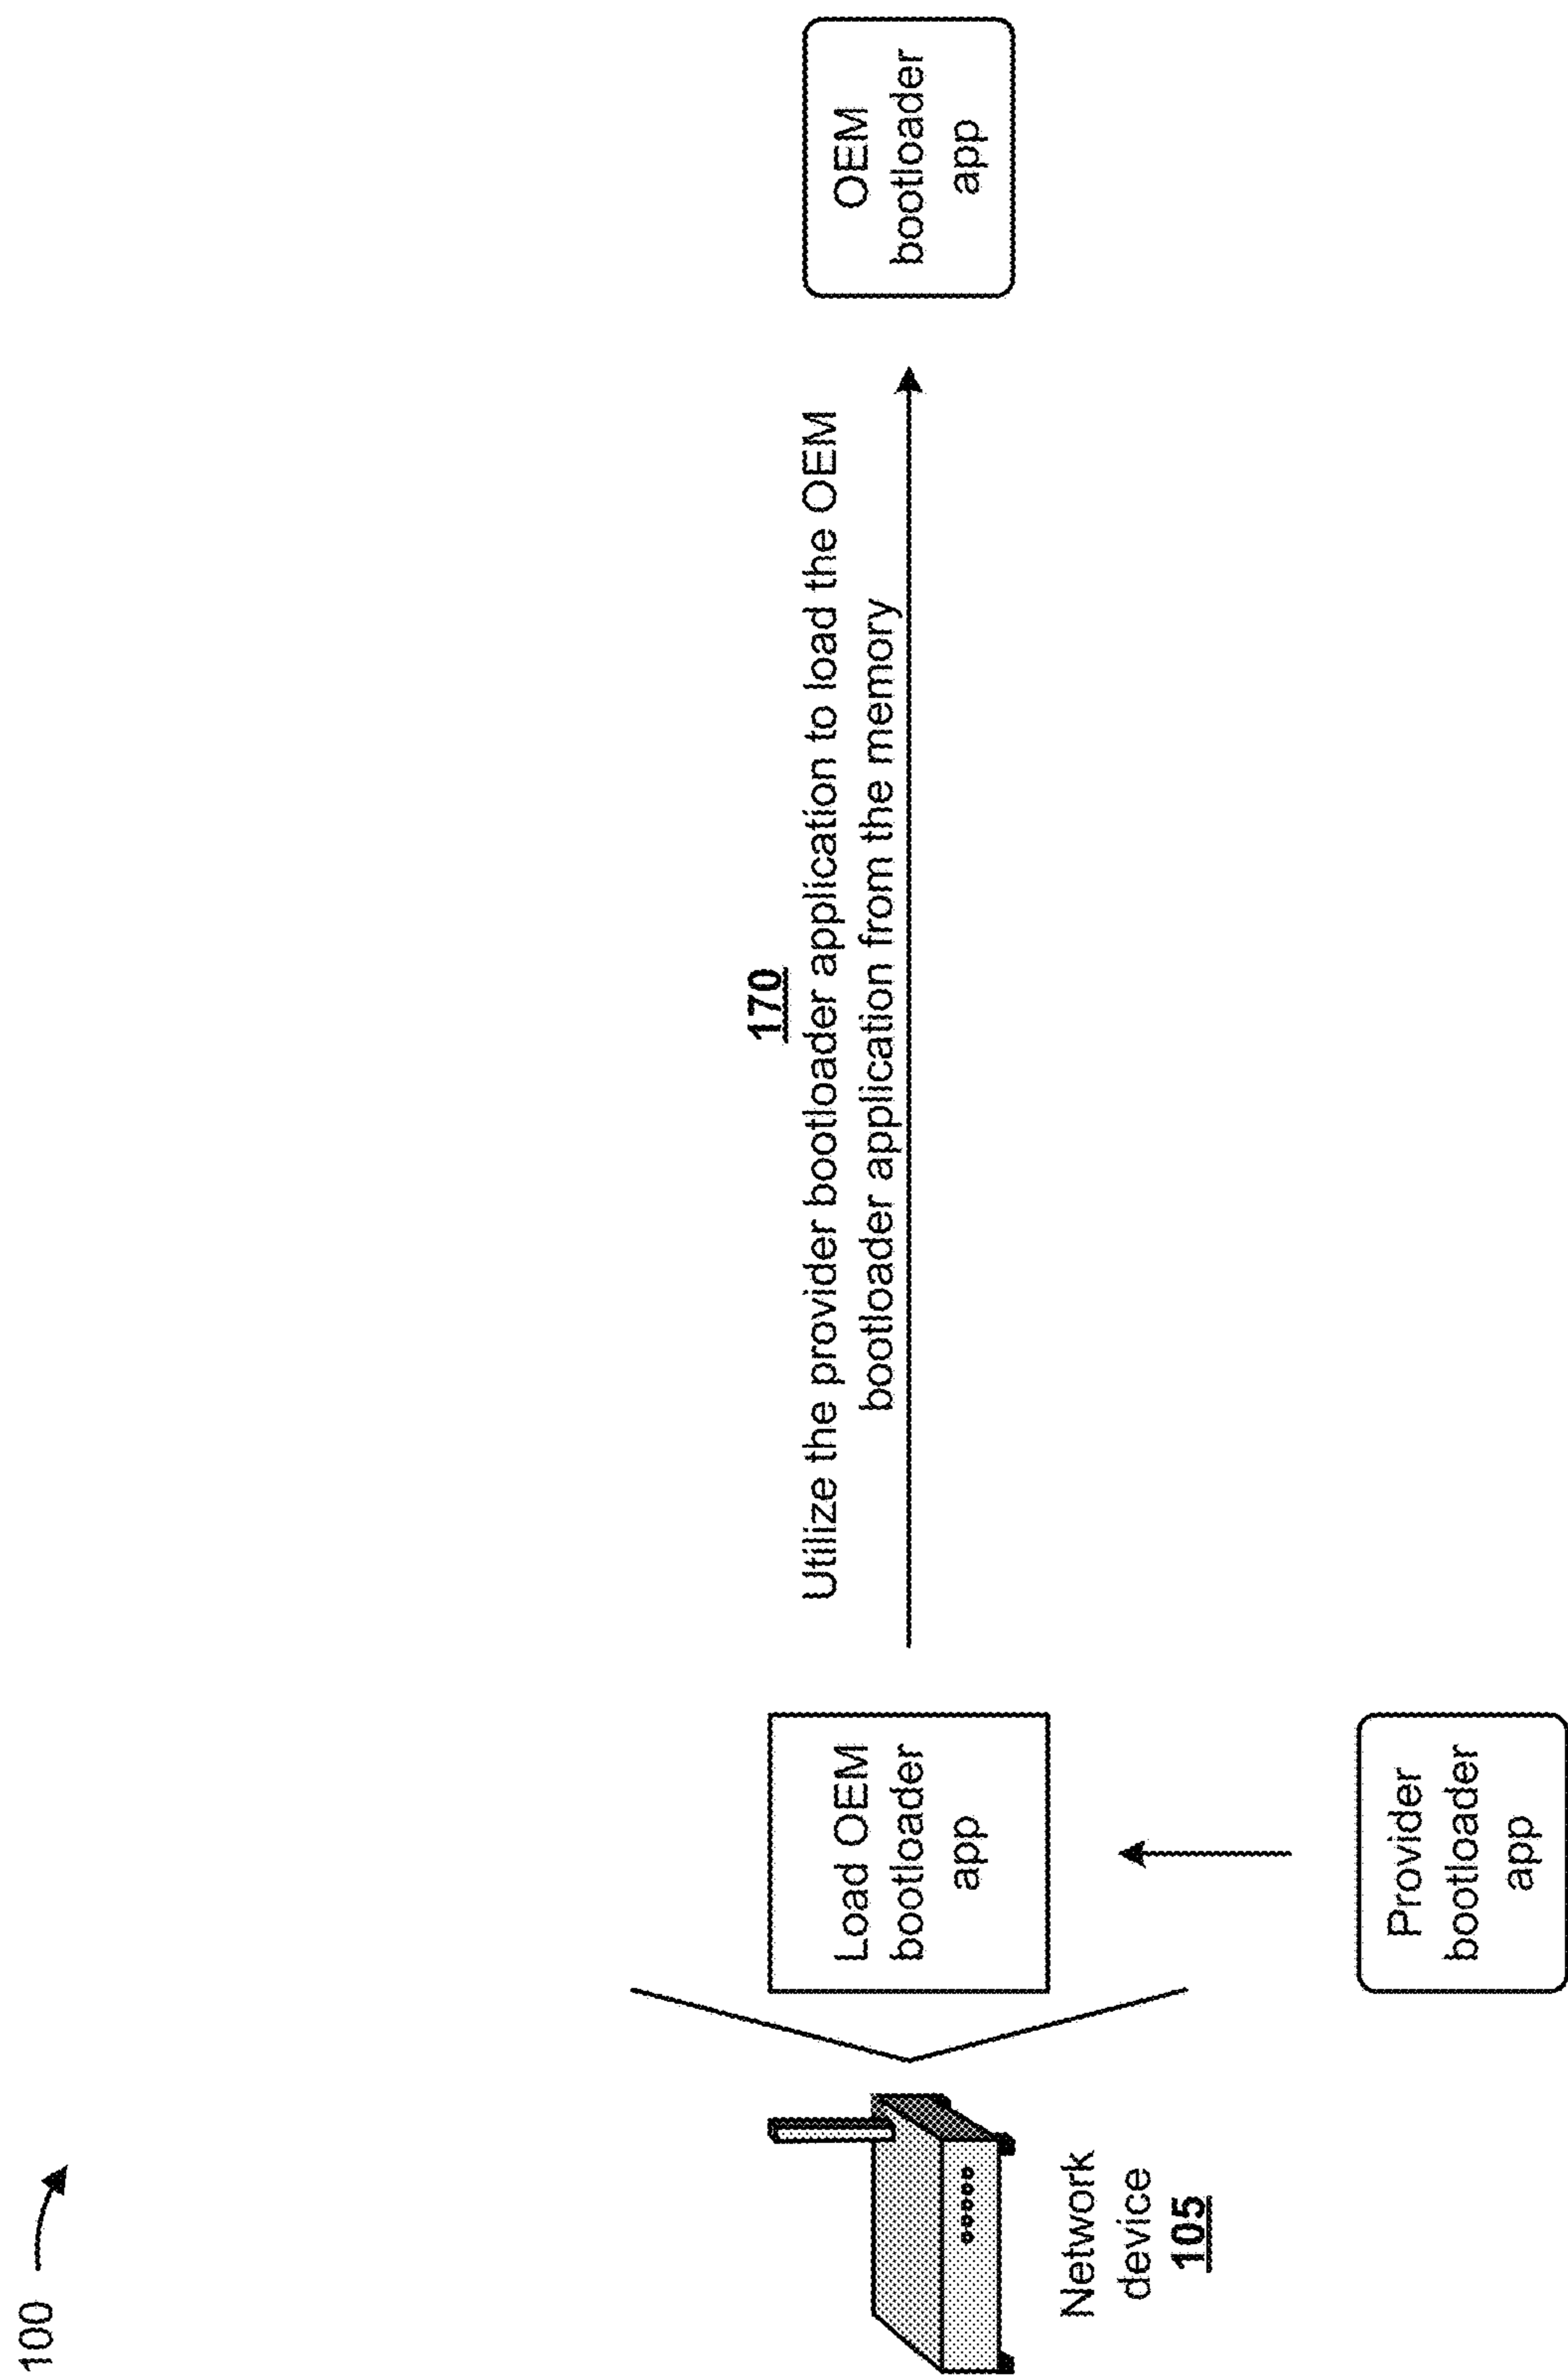 100
170
Utilize the provider bootloader application to load the OEM
bootloader application from the memory
Load OEM
bootloader
app
OEM
bootloader
app
Network
device
105
Provider
bootloader
app